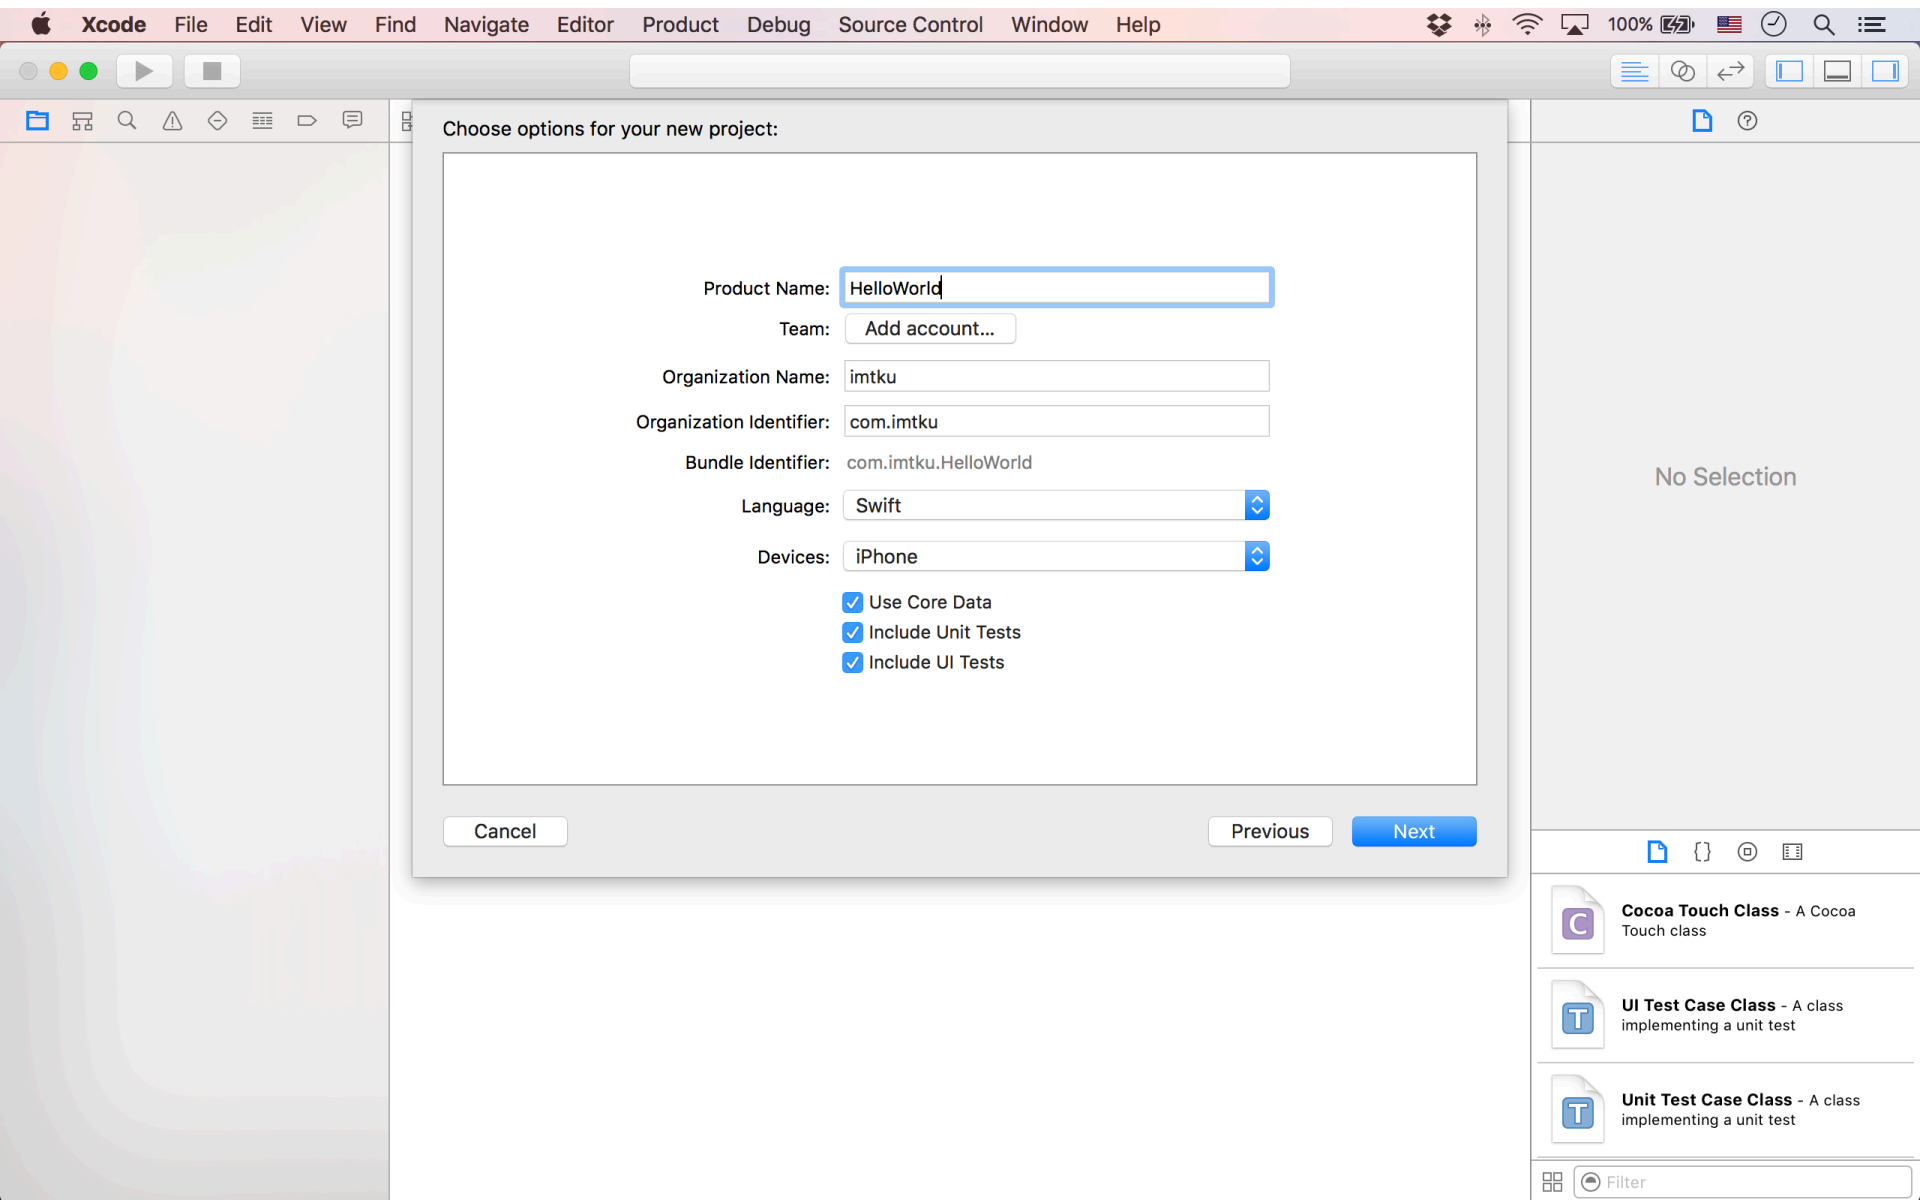 Xcode File Edit View Find Navigate Editor Product Debug Source Control Window Help 100%
Choose options for your new project:
Product Name: HelloWorld
Team: Add account...
Organization Name: imtku
Organization Identifier: com.imtku
Bundle Identifier: com.imtku.HelloWorld
Language: Swift
Devices: iPhone
Use Core Data
Include Unit Tests
Include UI Tests
Cancel Previous Next
No Selection
{}
C
Cocoa Touch Class - A Cocoa
Touch class
T
UI Test Case Class - A class
implementing a unit test
T
Unit Test Case Class - A class
implementing a unit test
Filter